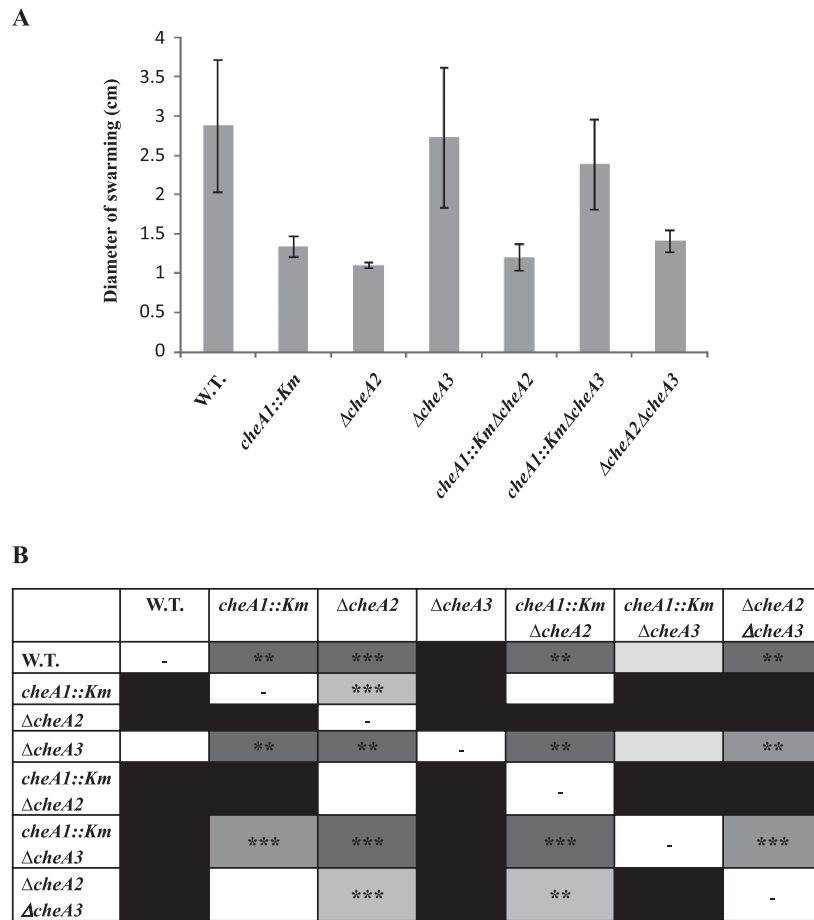 A
Diameter of swarming (cm)
4
3.5
3
2.5
2
1.5
1
0.5
0
W.T.
cheA1::Km
ΔcheA2
ΔcheA3
cheA1::KmΔcheA2
cheA1::KmΔcheA3
ΔcheA2ΔcheA3
B
W.T. cheA1::Km ΔcheA2 ΔcheA3 cheA1::Km ΔcheA2 cheA1::Km ΔcheA3 ΔcheA2 ΔcheA3
W.T. - ** *** ** **
cheA1::Km - ***
ΔcheA2 -
ΔcheA3 ** ** - ** **
cheA1::Km
ΔcheA2 -
cheA1::Km
ΔcheA3 *** *** *** - ***
ΔcheA2
ΔcheA3 *** ** -